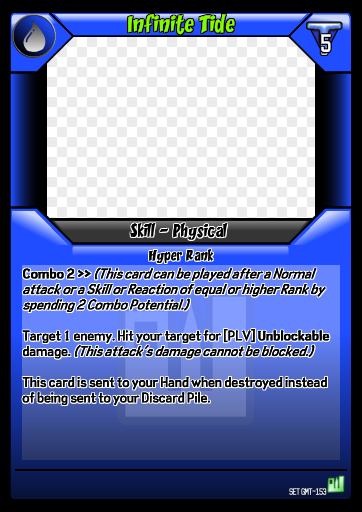 Infinite Tide
5
Skill - Physical
Hyper Rank
Combo 2 >> (This card can be played after a Normal
attack or a Skill or Reaction of equal or higher Rank by
spending 2 Combo Potential.)
Target 1 enemy. Hit your target for [PLV] Unblockable
damage. (This attack's damage cannot be blocked.)
This card is sent to your Hand when destroyed instead
of being sent to your Discard Pile.
SET GMT-153